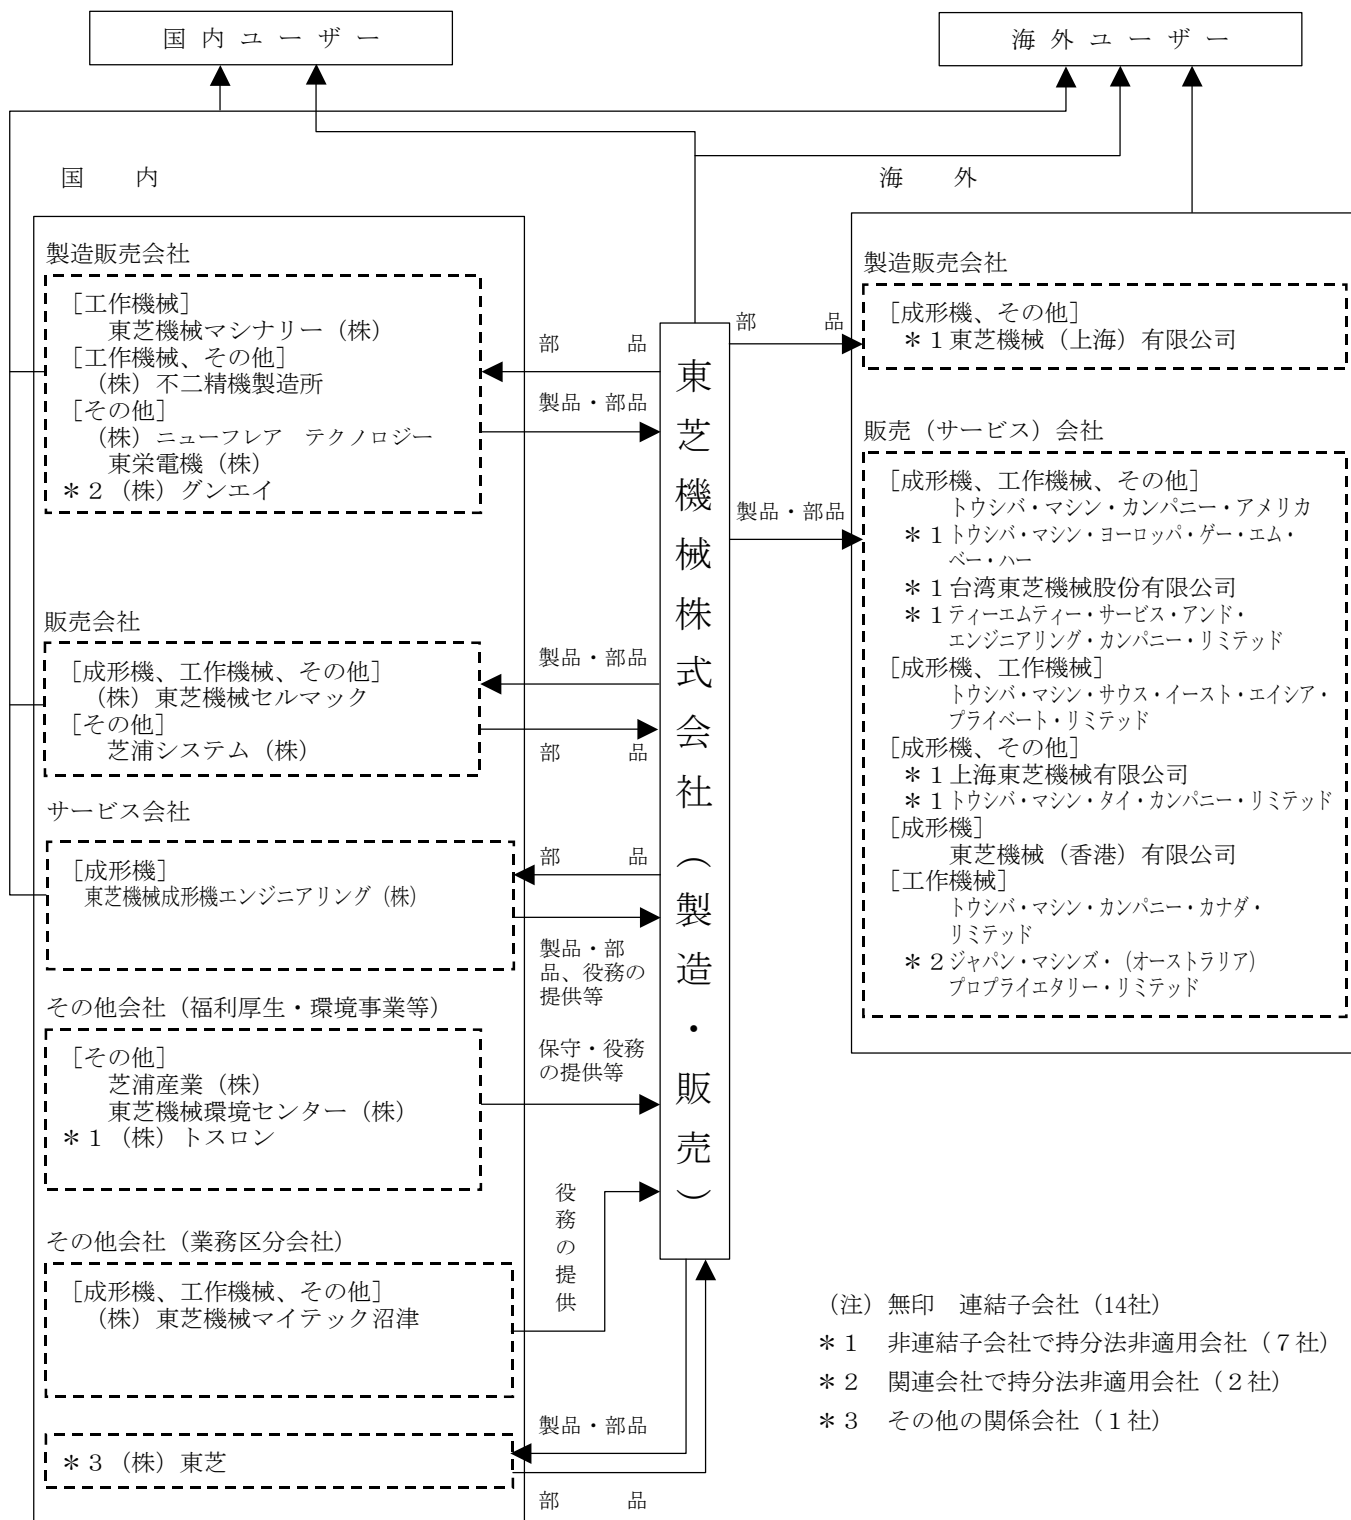 国内ユーザー
海外ユーザー
国　内
海　外
製造販売会社
［工作機械］
東芝機械マシナリー（株）
［工作機械、その他］
（株）不二精機製造所
［その他］
（株）ニューフレア　テクノロジー
東栄電機（株）
＊２（株）グンエイ
販売会社
［成形機、工作機械、その他］
（株）東芝機械セルマック
［その他］
芝浦システム（株）
サービス会社
［成形機］
東芝機械成形機エンジニアリング（株）
その他会社（福利厚生・環境事業等）
［その他］
芝浦産業（株）
東芝機械環境センター（株）
＊１（株）トスロン
その他会社（業務区分会社）
［成形機、工作機械、その他］
（株）東芝機械マイテック沼津
＊３（株）東芝
部　品
製品・部品
製品・部品
部　品
部　品
製品・部
品、役務の
提供等
保守・役務
の提供等
役務の提供
製品・部品
部　品
東芝機械株式会社（製造・販売）
部　品
製品・部品
製造販売会社
［成形機、その他］
＊１東芝機械（上海）有限公司
販売（サービス）会社
［成形機、工作機械、その他］
トウシバ・マシン・カンパニー・アメリカ
＊１トウシバ・マシン・ヨーロッパ・ゲー・エム・
ベー・ハー
＊１台湾東芝機械股份有限公司
＊１ティーエムティー・サービス・アンド・
エンジニアリング・カンパニー・リミテッド
［成形機、工作機械］
トウシバ・マシン・サウス・イースト・エイシア・
プライベート・リミテッド
［成形機、その他］
＊１上海東芝機械有限公司
＊１トウシバ・マシン・タイ・カンパニー・リミテッド
［成形機］
東芝機械（香港）有限公司
［工作機械］
トウシバ・マシン・カンパニー・カナダ・
リミテッド
＊２ジャパン・マシンズ・（オーストラリア）
プロプライエタリー・リミテッド
（注）無印　連結子会社（14社）
＊１　非連結子会社で持分法非適用会社（７社）
＊２　関連会社で持分法非適用会社（２社）
＊３　その他の関係会社（１社）